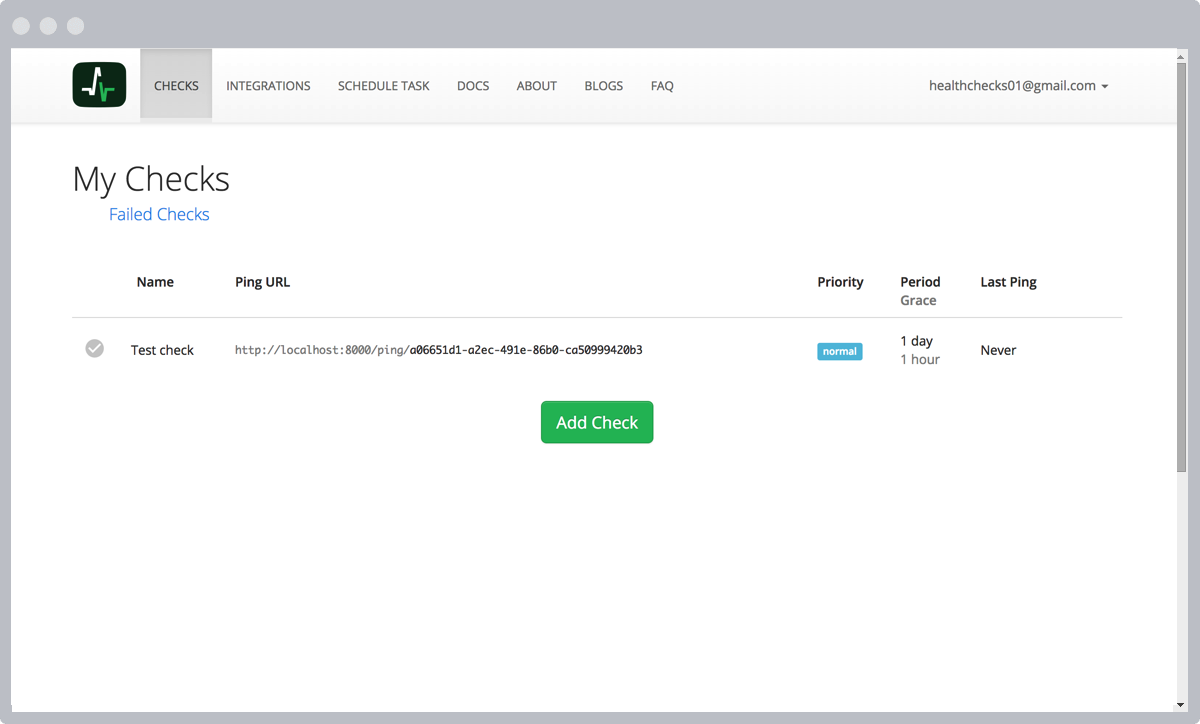 CHECKS INTEGRATIONS SCHEDULE TASK DOCS ABOUT BLOGS FAQ healthchecks01@gmail.com
My Checks
Failed Checks
Name Ping URL Priority Period Last Ping
Grace
Test check http://localhost:8000/ping/a06651d1-a2ec-491e-86b0-ca50999420b3 normal 1 day Never
1 hour
Add Check